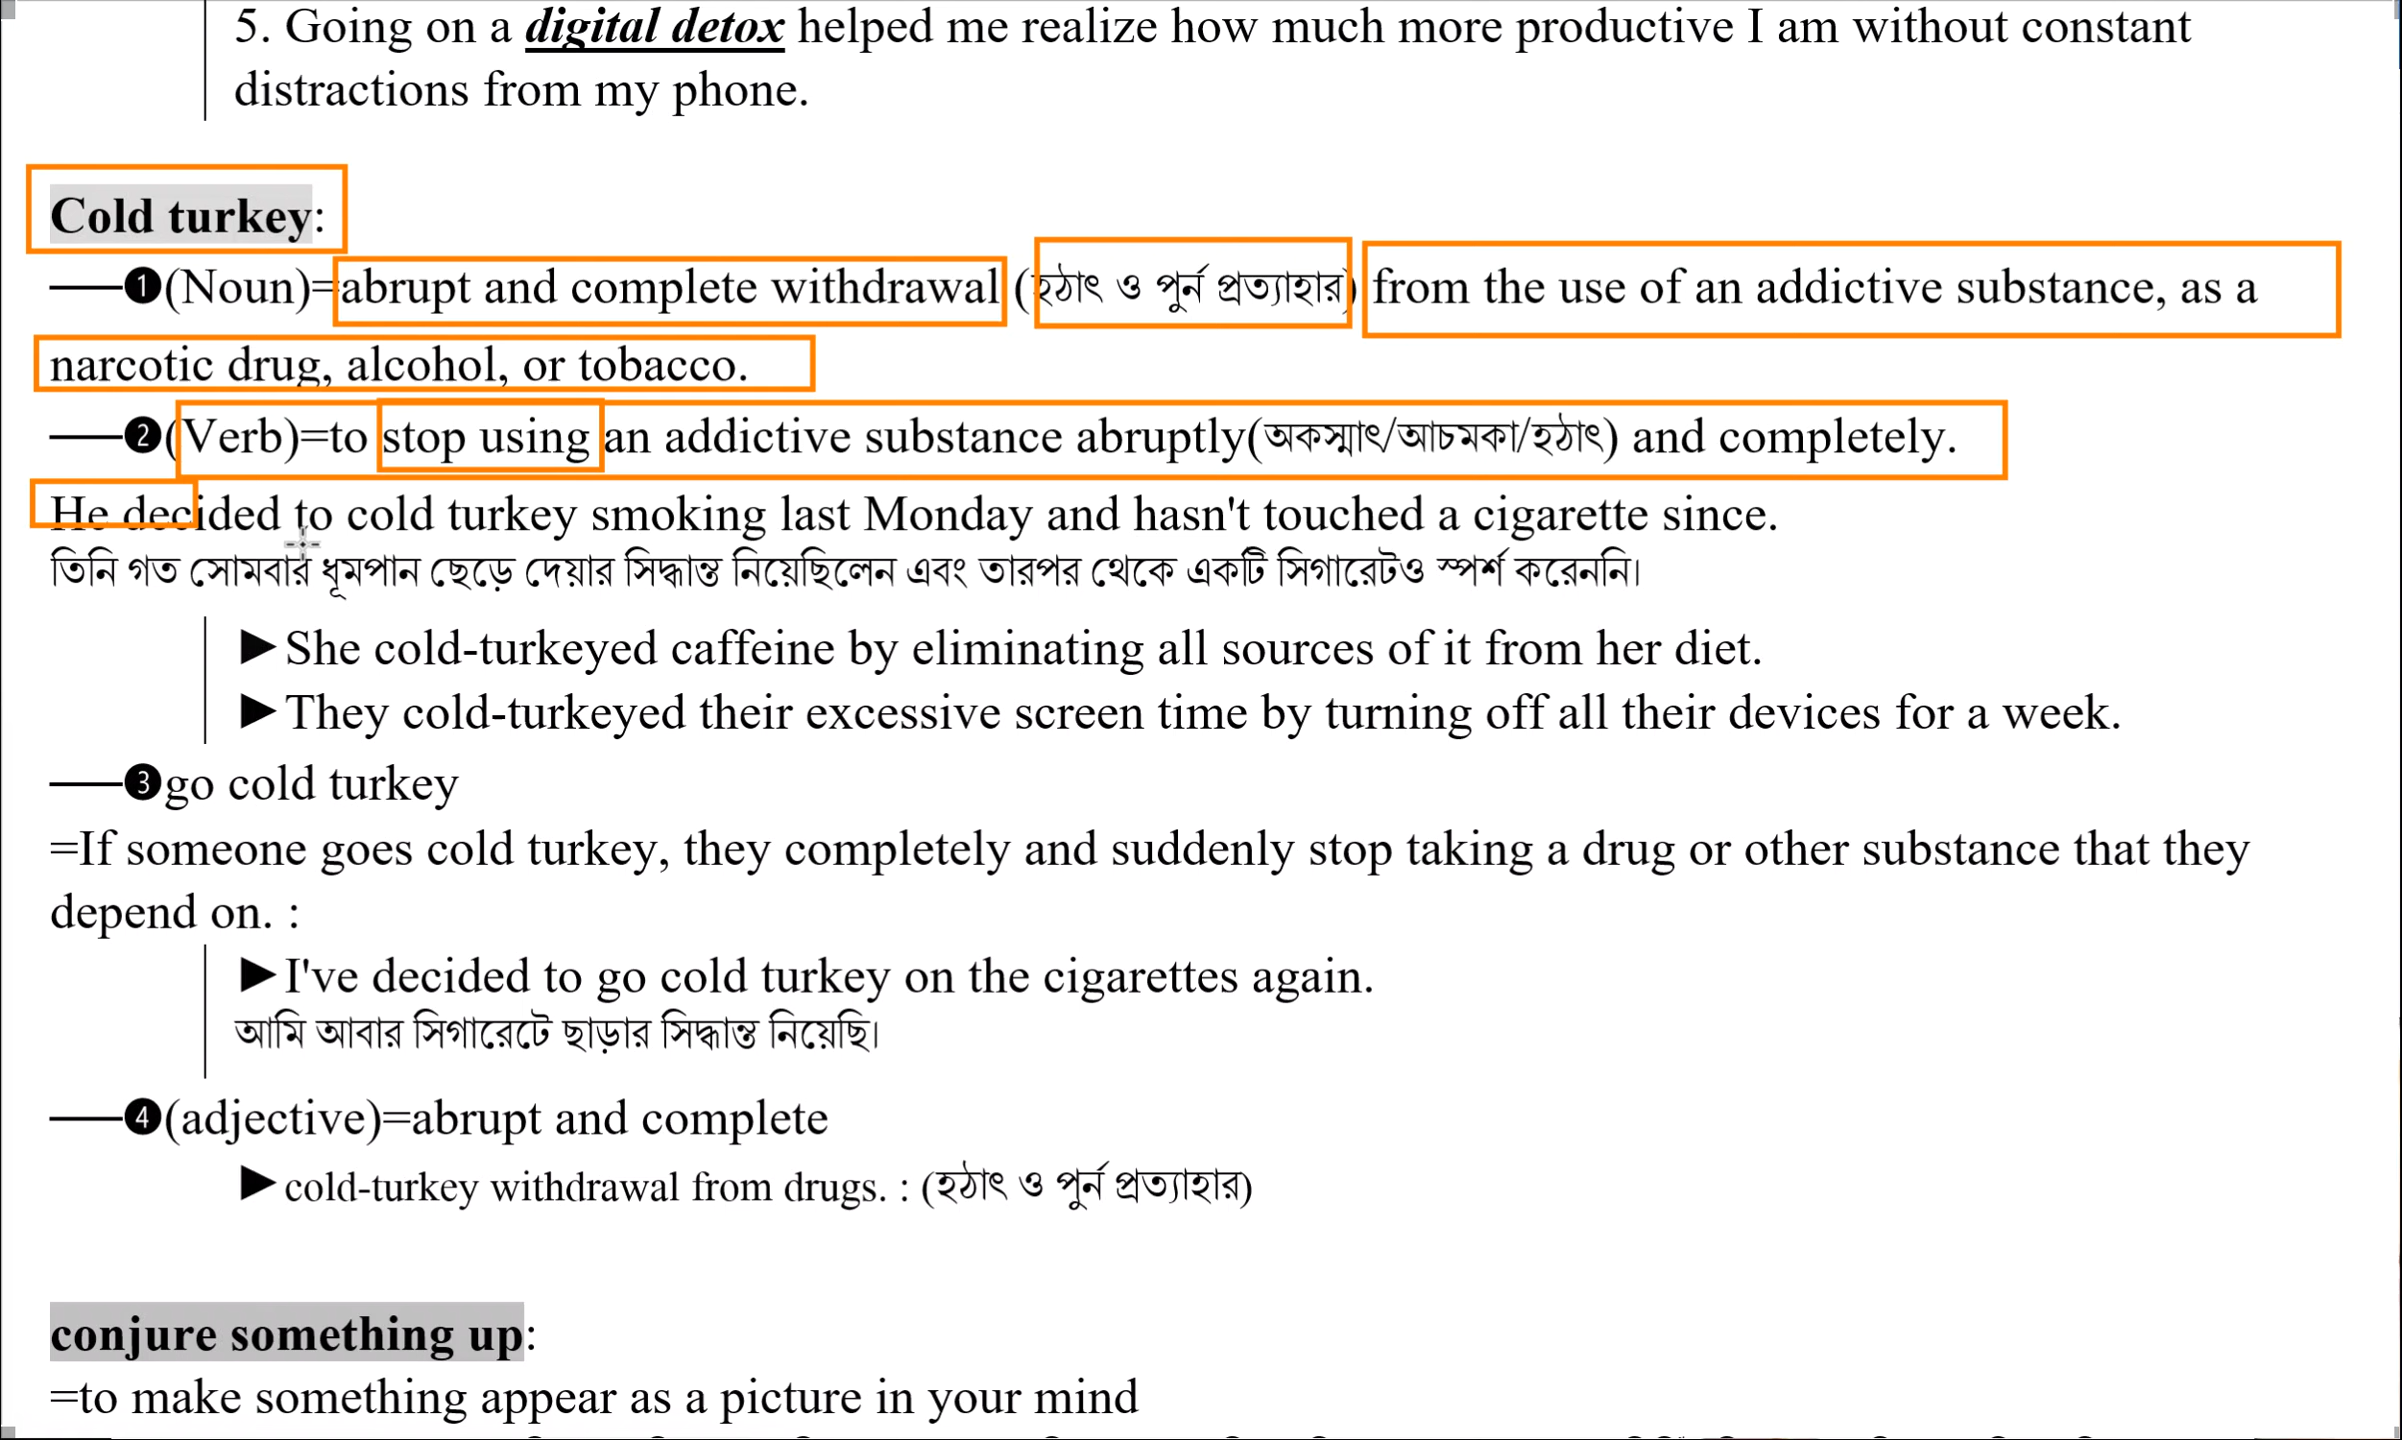 5. Going on a digital detox helped me realize how much more productive I am without constant
distractions from my phone.
Cold turkey:
——❶(Noun)=abrupt and complete withdrawal (হঠাৎ ও পুর্ন প্রত্যাহার) from the use of an addictive substance, as a
narcotic drug, alcohol, or tobacco.
——❷(Verb)=to stop using an addictive substance abruptly(অকস্মাৎ/আচমকা/হঠাৎ) and completely.
He decided to cold turkey smoking last Monday and hasn't touched a cigarette since.
তিনি গত সোমবার ধূমপান ছেড়ে দেয়ার সিদ্ধান্ত নিয়েছিলেন এবং তারপর থেকে একটি সিগারেটও স্পর্শ করেননি।
►She cold-turkeyed caffeine by eliminating all sources of it from her diet.
►They cold-turkeyed their excessive screen time by turning off all their devices for a week.
——❸go cold turkey
=If someone goes cold turkey, they completely and suddenly stop taking a drug or other substance that they
depend on. :
►I've decided to go cold turkey on the cigarettes again.
আমি আবার সিগারেটে ছাড়ার সিদ্ধান্ত নিয়েছি।
——❹(adjective)=abrupt and complete
►cold-turkey withdrawal from drugs. : (হঠাৎ ও পুর্ন প্রত্যাহার)
conjure something up:
=to make something appear as a picture in your mind